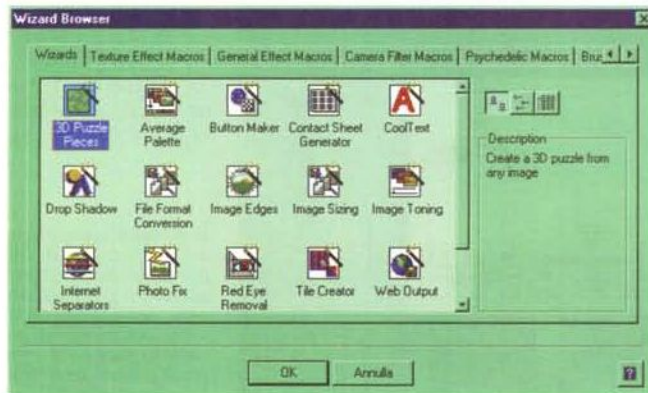 Wizard Browser
Wizards Texture Effect Macros General Effect Macros Camera Filter Macros Psychedelic Macros
3D Puzzle Pieces
Average Palette
Button Maker
Contact Sheet Generator
CoolText
Drop Shadow
File Format Conversion
Image Edges
Image Sizing
Image Toning
Internet Separators
Photo Fix
Red Eye Removal
Tile Creator
Web Output
Description
Create a 3D puzzle from
any image
OK Annulla
?